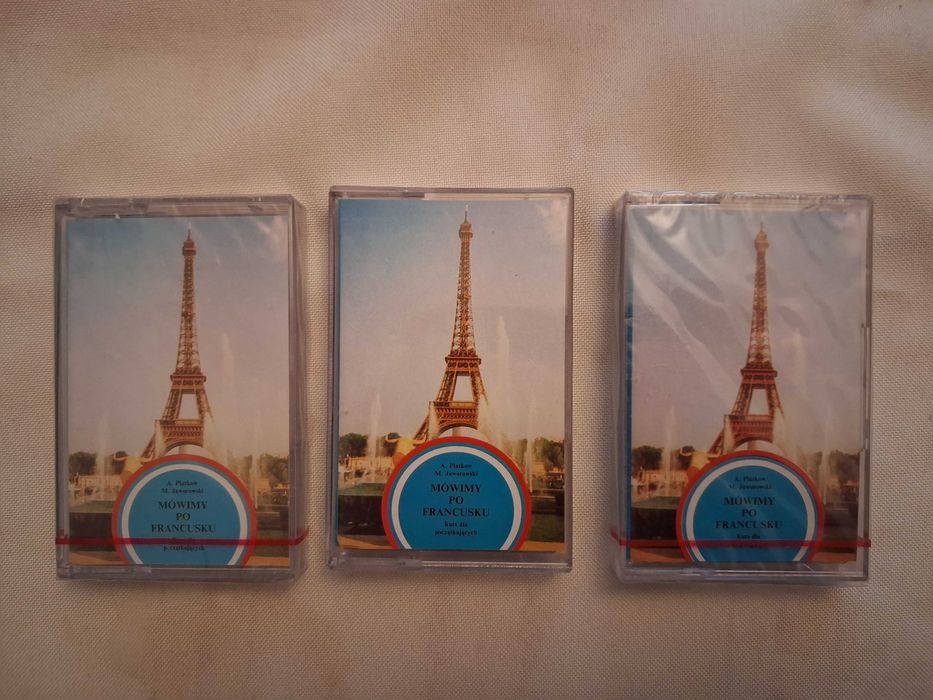 A. Platkow
M. Jaworowski
MÓWIMY
PO
FRANCUSKU
początkujących
A. Platkow
M. Jaworowski
MÓWIMY
PO
FRANCUSKU
Kurs dla
początkujących
A. Platkow
M. Jaworowski
MÓWIMY
PO
FRANCUSKU
Kurs dla